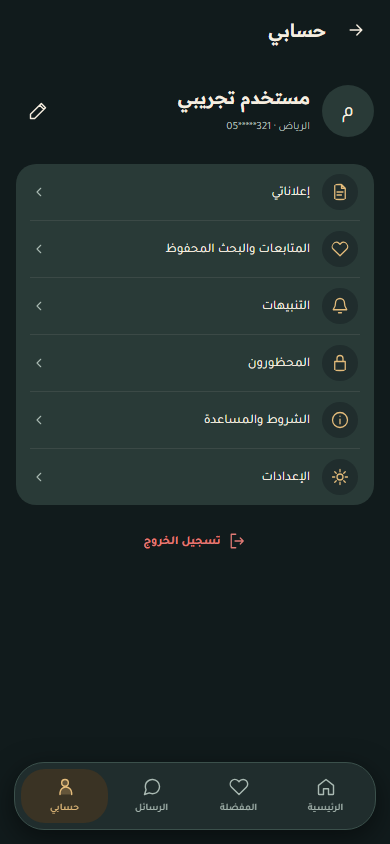 حسابي
مستخدم تجريبي
الرياض · 05*****321
م
إعلاناتي
المتابعات والبحث المحفوظ
التنبيهات
المحظورون
الشروط والمساعدة
الإعدادات
تسجيل الخروج
الرئيسية
المفضلة
الرسائل
حسابي